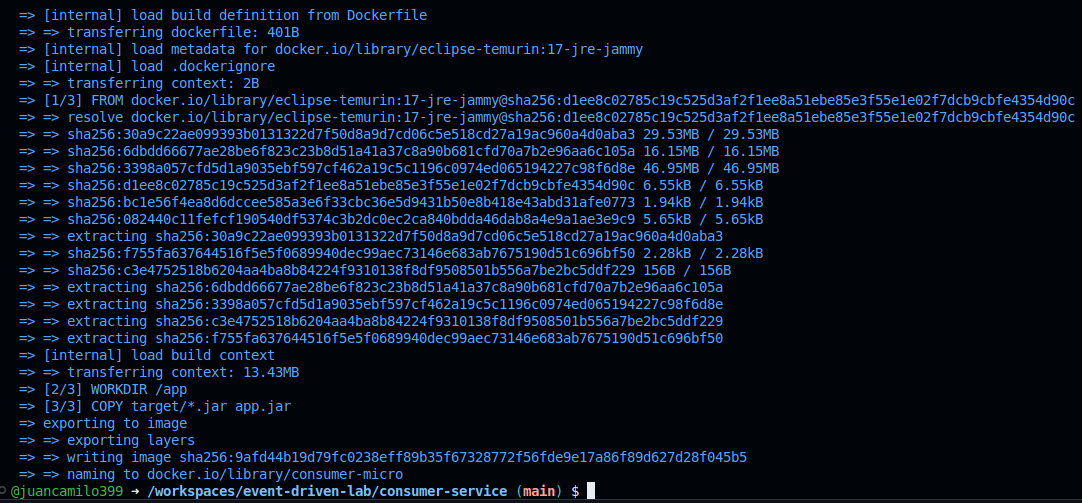 => [internal] load build definition from Dockerfile
=> => transferring dockerfile: 401B
=> [internal] load metadata for docker.io/library/eclipse-temurin:17-jre-jammy
=> [internal] load .dockerignore
=> => transferring context: 2B
=> [1/3] FROM docker.io/library/eclipse-temurin:17-jre-jammy@sha256:d1ee8c02785c19c525d3af2f1ee8a51ebe85e3f55e1e02f7dcb9cbfe4354d90c
=> => resolve docker.io/library/eclipse-temurin:17-jre-jammy@sha256:d1ee8c02785c19c525d3af2f1ee8a51ebe85e3f55e1e02f7dcb9cbfe4354d90c
=> => sha256:30a9c22ae099393b0131322d7f50d8a9d7cd06c5e518cd27a19ac960a4d0aba3 29.53MB / 29.53MB
=> => sha256:6dbdd66677ae28be6f823c23b8d51a41a37c8a90b681cfd70a7b2e96aa6c105a 16.15MB / 16.15MB
=> => sha256:3398a057cfd5d1a9035ebf597cf462a19c5c1196c0974ed065194227c98f6d8e 46.95MB / 46.95MB
=> => sha256:d1ee8c02785c19c525d3af2f1ee8a51ebe85e3f55e1e02f7dcb9cbfe4354d90c 6.55kB / 6.55kB
=> => sha256:bc1e56f4ea8d6dccee585a3e6f33cbc36e5d9431b50e8b418e43abd31afe0773 1.94kB / 1.94kB
=> => sha256:082440c11fefcf190540df5374c3b2dc0ec2ca840bdda46dab8a4e9a1ae3e9c9 5.65kB / 5.65kB
=> => extracting sha256:30a9c22ae099393b0131322d7f50d8a9d7cd06c5e518cd27a19ac960a4d0aba3
=> => sha256:f755fa637644516f5e5f0689940dec99aec73146e683ab7675190d51c696bf50 2.28kB / 2.28kB
=> => sha256:c3e4752518b6204aa4ba8b84224f9310138f8df9508501b556a7be2bc5ddf229 156B / 156B
=> => extracting sha256:6dbdd66677ae28be6f823c23b8d51a41a37c8a90b681cfd70a7b2e96aa6c105a
=> => extracting sha256:3398a057cfd5d1a9035ebf597cf462a19c5c1196c0974ed065194227c98f6d8e
=> => extracting sha256:c3e4752518b6204aa4ba8b84224f9310138f8df9508501b556a7be2bc5ddf229
=> => extracting sha256:f755fa637644516f5e5f0689940dec99aec73146e683ab7675190d51c696bf50
=> [internal] load build context
=> => transferring context: 13.43MB
=> [2/3] WORKDIR /app
=> [3/3] COPY target/*.jar app.jar
=> exporting to image
=> => exporting layers
=> => writing image sha256:9afd44b19d79fc0238eff89b35f67328772f56fde9e17a86f89d627d28f045b5
=> => naming to docker.io/library/consumer-micro
@juancamilo399 → /workspaces/event-driven-lab/consumer-service (main) $